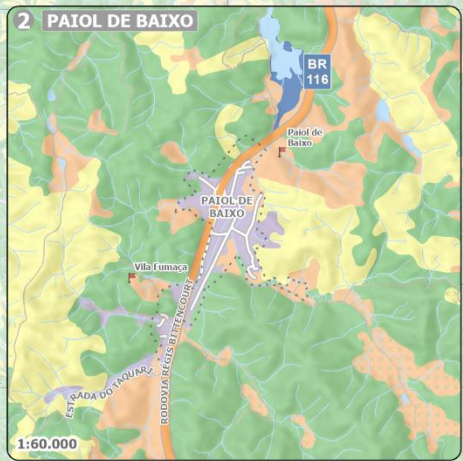 2 PAIOL DE BAIXO
BR
116
Paiol de
Baixo
PAIOL DE
BAIXO
Vila Fumaça
RODOVIA RÉGIS BITTENCOURT
ESTRADA DO TAQUARI
1:60.000